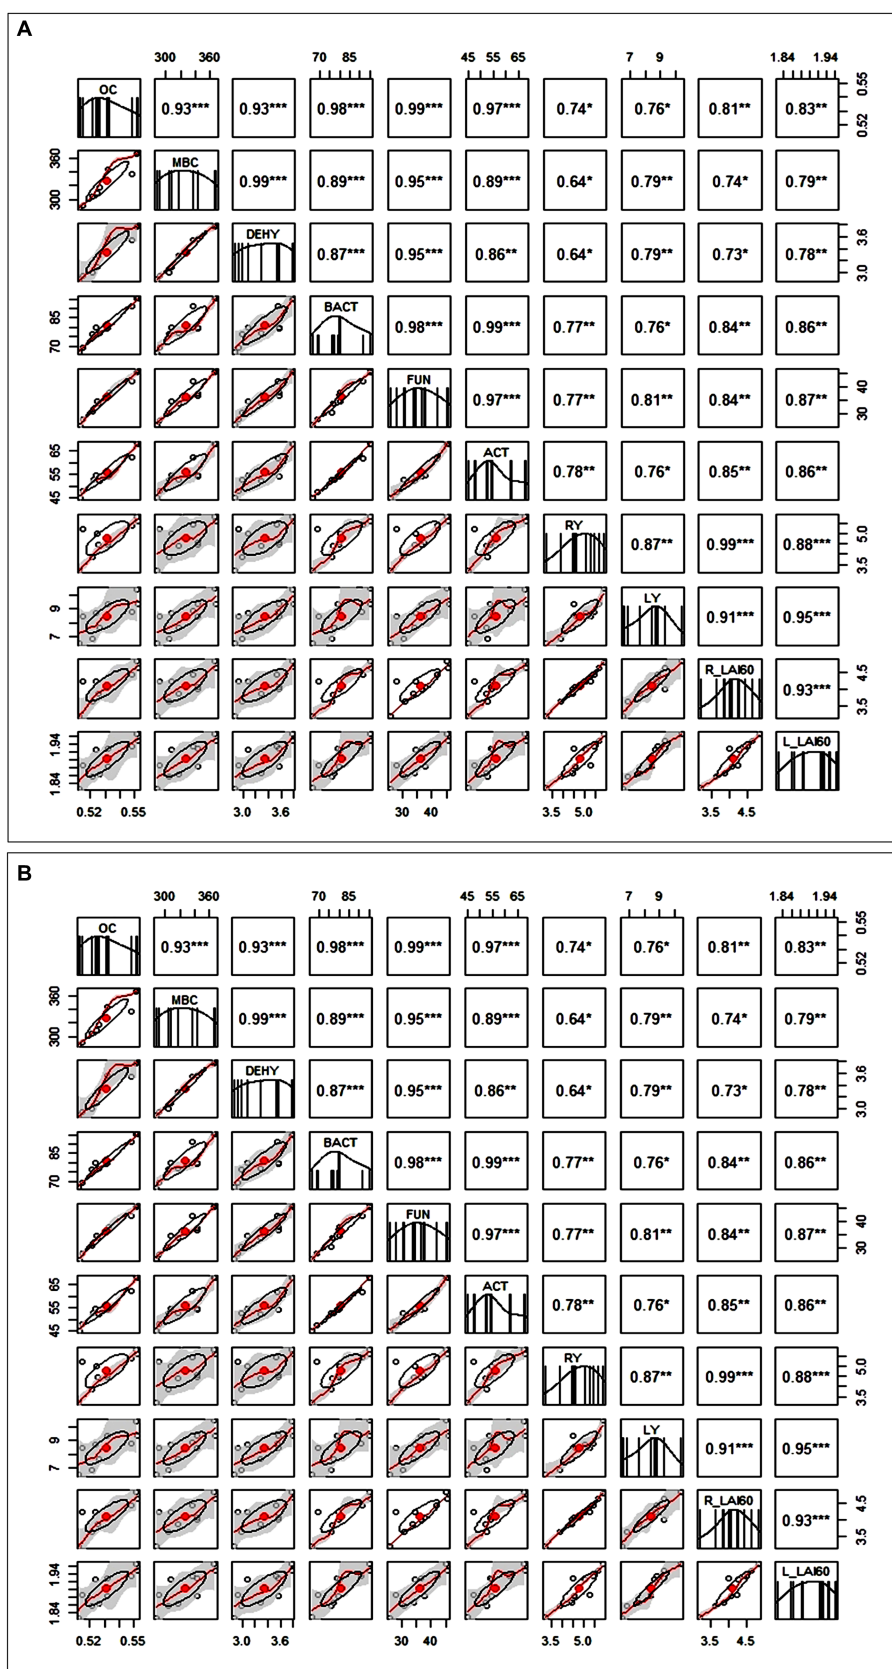 A
300 360 70 85 45 55 65 7 9 1.84 1.94
OC 0.93*** 0.93*** 0.98*** 0.99*** 0.97*** 0.74* 0.76* 0.81** 0.83** 0.52 0.55
300 360 MBC 0.99*** 0.89*** 0.95*** 0.89*** 0.64* 0.79** 0.74* 0.79**
DEHY 0.87*** 0.95*** 0.86** 0.64* 0.79** 0.73* 0.78** 3.0 3.6
70 85 BACT 0.98*** 0.99*** 0.77** 0.76* 0.84** 0.86**
FUN 0.97*** 0.77** 0.81** 0.84** 0.87** 30 40
45 55 65 ACT 0.78** 0.76* 0.85** 0.86**
RY 0.87** 0.99*** 0.88*** 3.5 5.0
7 9 LY 0.91*** 0.95***
R_LAI60 0.93*** 3.5 4.5
1.84 1.94 L_LAI60
0.52 0.55 3.0 3.6 30 40 3.5 5.0 3.5 4.5
B
300 360 70 85 45 55 65 7 9 1.84 1.94
OC 0.93*** 0.93*** 0.98*** 0.99*** 0.97*** 0.74* 0.76* 0.81** 0.83** 0.52 0.55
300 360 MBC 0.99*** 0.89*** 0.95*** 0.89*** 0.64* 0.79** 0.74* 0.79**
DEHY 0.87*** 0.95*** 0.86** 0.64* 0.79** 0.73* 0.78** 3.0 3.6
70 85 BACT 0.98*** 0.99*** 0.77** 0.76* 0.84** 0.86**
FUN 0.97*** 0.77** 0.81** 0.84** 0.87** 30 40
45 55 65 ACT 0.78** 0.76* 0.85** 0.86**
RY 0.87** 0.99*** 0.88*** 3.5 5.0
7 9 LY 0.91*** 0.95***
R_LAI60 0.93*** 3.5 4.5
1.84 1.94 L_LAI60
0.52 0.55 3.0 3.6 30 40 3.5 5.0 3.5 4.5